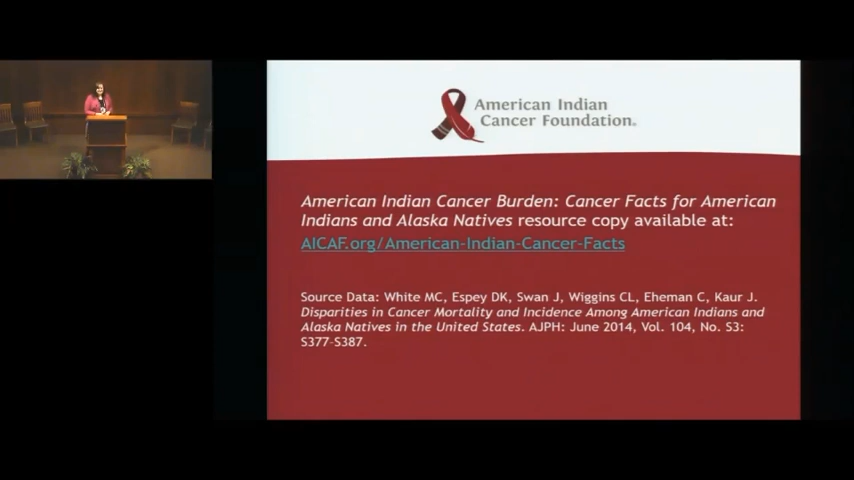 American Indian
Cancer Foundation.
American Indian Cancer Burden: Cancer Facts for American
Indians and Alaska Natives resource copy available at:
AICAF.org/American-Indian-Cancer-Facts
Source Data: White MC, Espey DK, Swan J, Wiggins CL, Eheman C, Kaur J.
Disparities in Cancer Mortality and Incidence Among American Indians and
Alaska Natives in the United States. AJPH: June 2014, Vol. 104, No. S3:
S377-S387.